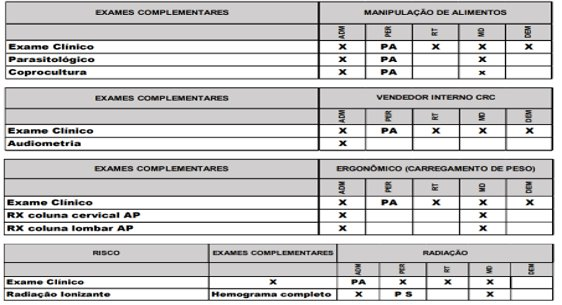 EXAMES COMPLEMENTARES MANIPULAÇÃO DE ALIMENTOS
ADM PER RT MD DEM
Exame Clínico X PA X X X
Parasitológico X PA X
Coprocultura X PA x
EXAMES COMPLEMENTARES VENDEDOR INTERNO CRC
ADM PER RT MD DEM
Exame Clínico X PA X X X
Audiometria X
EXAMES COMPLEMENTARES ERGONÔMICO (CARREGAMENTO DE PESO)
ADM PER RT MD DEM
Exame Clínico X PA X X X
RX coluna cervical AP X X
RX coluna lombar AP X X
RISCO EXAMES COMPLEMENTARES RADIAÇÃO
ADM PER RT MD DEM
Exame Clínico X PA X X X
Radiação Ionizante Hemograma completo X P S X